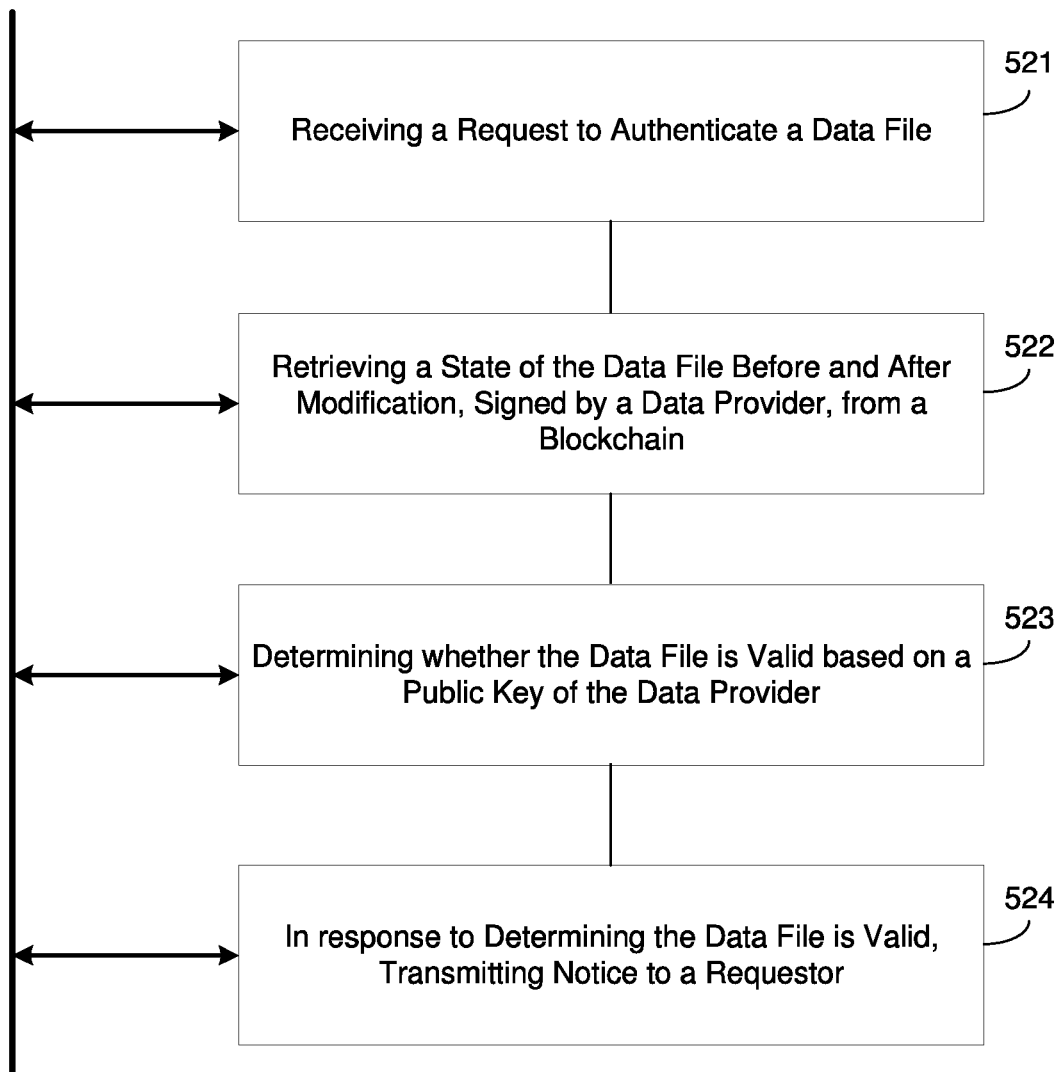 521
Receiving a Request to Authenticate a Data File
522
Retrieving a State of the Data File Before and After
Modification, Signed by a Data Provider, from a
Blockchain
523
Determining whether the Data File is Valid based on a
Public Key of the Data Provider
524
In response to Determining the Data File is Valid,
Transmitting Notice to a Requestor